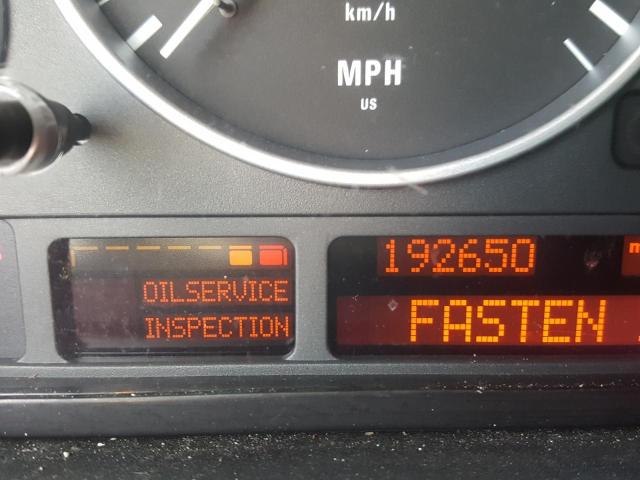 km/h
MPH
US
192650 m
OILSERVICE
INSPECTION
FASTEN